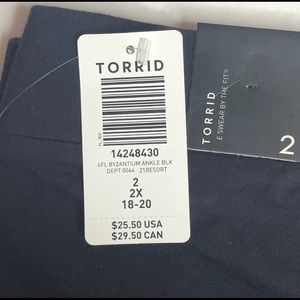 TORRID
14248430
4FL BYZANTIUM ANKLE BLK
DEPT 0064 21RESORT
2
2X
18-20
$25.50 USA
$29.50 CAN
TORRID
E SWEAR BY THE FIT
2